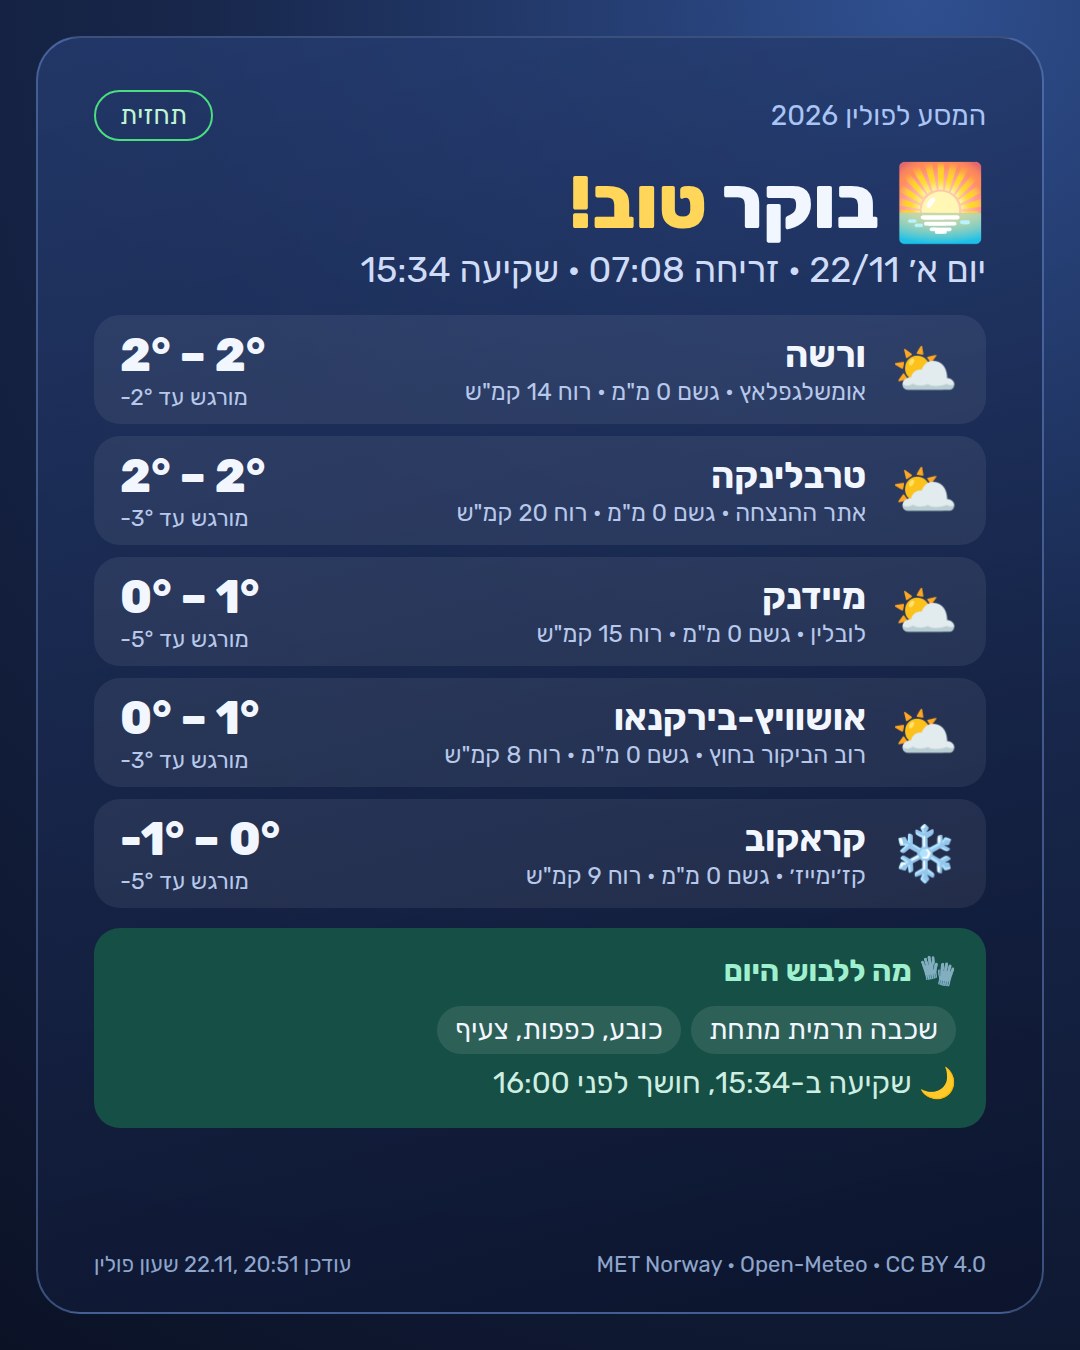 המסע לפולין 2026
תחזית
בוקר טוב!
יום א׳ 22/11 • זריחה 07:08 • שקיעה 15:34
ורשה
אומשלגפלאץ • גשם 0 מ"מ • רוח 14 קמ"ש
2° – 2°
מורגש עד 2°-
טרבלינקה
אתר ההנצחה • גשם 0 מ"מ • רוח 20 קמ"ש
2° – 2°
מורגש עד 3°-
מיידנק
לובלין • גשם 0 מ"מ • רוח 15 קמ"ש
0° – 1°
מורגש עד 5°-
אושוויץ-בירקנאו
רוב הביקור בחוץ • גשם 0 מ"מ • רוח 8 קמ"ש
0° – 1°
מורגש עד 3°-
קראקוב
קז׳ימייז׳ • גשם 0 מ"מ • רוח 9 קמ"ש
-1° – 0°
מורגש עד 5°-
מה ללבוש היום
שכבה תרמית מתחת
כובע, כפפות, צעיף
שקיעה ב-15:34, חושך לפני 16:00
MET Norway • Open-Meteo • CC BY 4.0
עודכן 20:51 ,22.11 שעון פולין